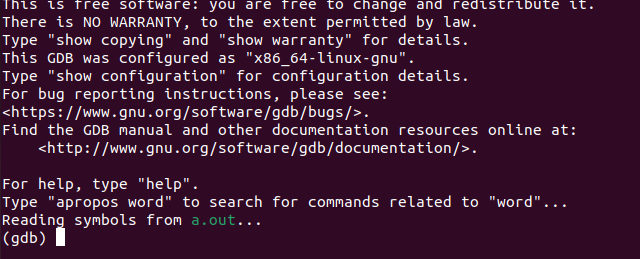 This is free software: you are free to change and redistribute it.
There is NO WARRANTY, to the extent permitted by law.
Type "show copying" and "show warranty" for details.
This GDB was configured as "x86_64-linux-gnu".
Type "show configuration" for configuration details.
For bug reporting instructions, please see:
<https://www.gnu.org/software/gdb/bugs/>.
Find the GDB manual and other documentation resources online at:
    <http://www.gnu.org/software/gdb/documentation/>.

For help, type "help".
Type "apropos word" to search for commands related to "word"...
Reading symbols from a.out...
(gdb)